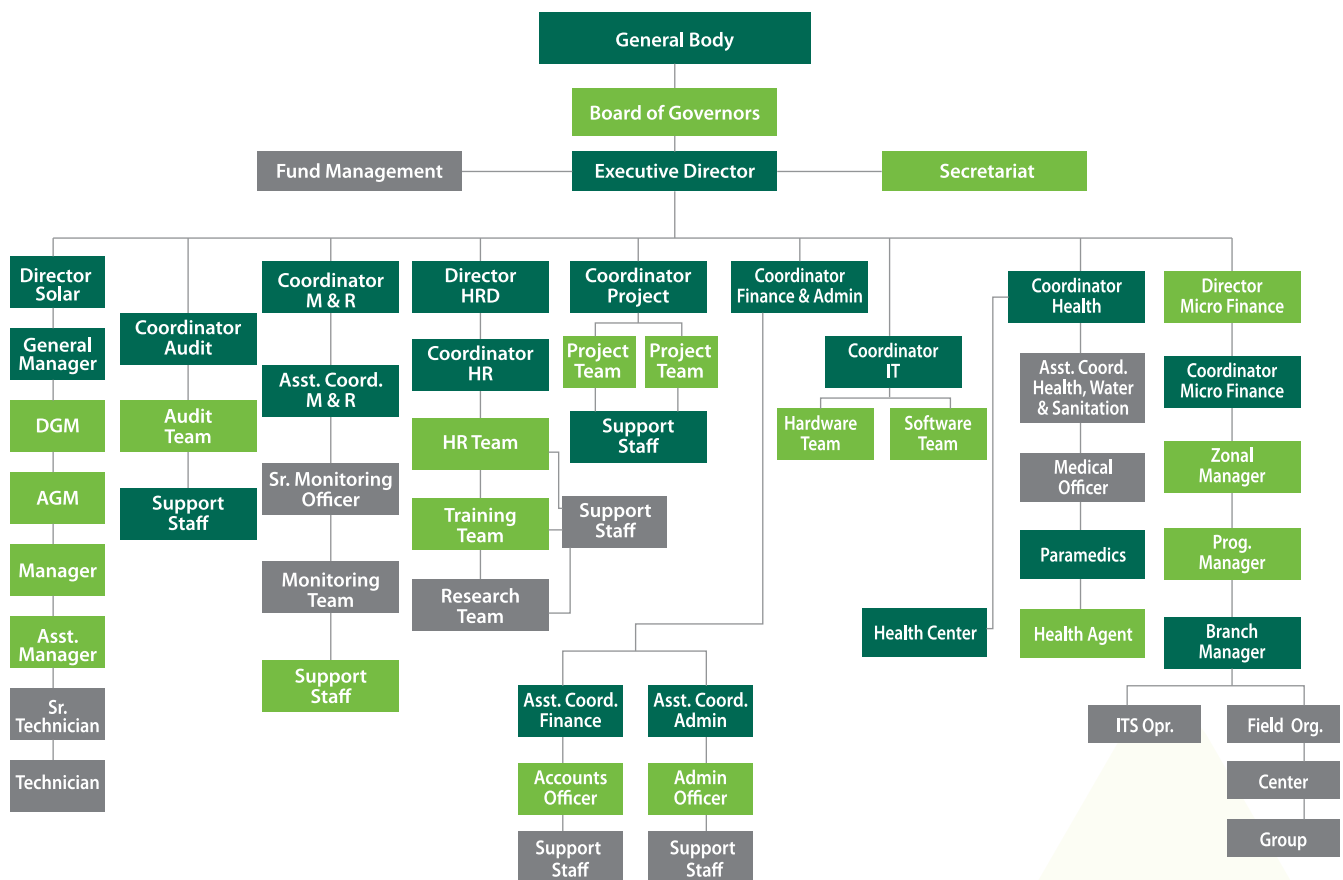 General Body
Board of Governors
Fund Management
Executive Director
Secretariat
Director
Solar
General
Manager
DGM
AGM
Manager
Asst.
Manager
Sr.
Technician
Technician
Coordinator
Audit
Audit
Team
Support
Staff
Coordinator
M & R
Asst. Coord.
M & R
Sr. Monitoring
Officer
Monitoring
Team
Support
Staff
Director
HRD
Coordinator
HR
HR Team
Training
Team
Research
Team
Support
Staff
Coordinator
Project
Project
Team
Project
Team
Support
Staff
Coordinator
Finance & Admin
Asst. Coord.
Finance
Accounts
Officer
Support
Staff
Asst. Coord.
Admin
Admin
Officer
Support
Staff
Coordinator
IT
Hardware
Team
Software
Team
Coordinator
Health
Health Center
Asst. Coord.
Health, Water
& Sanitation
Medical
Officer
Paramedics
Health Agent
Director
Micro Finance
Coordinator
Micro Finance
Zonal
Manager
Prog.
Manager
Branch
Manager
ITS Opr.
Field Org.
Center
Group